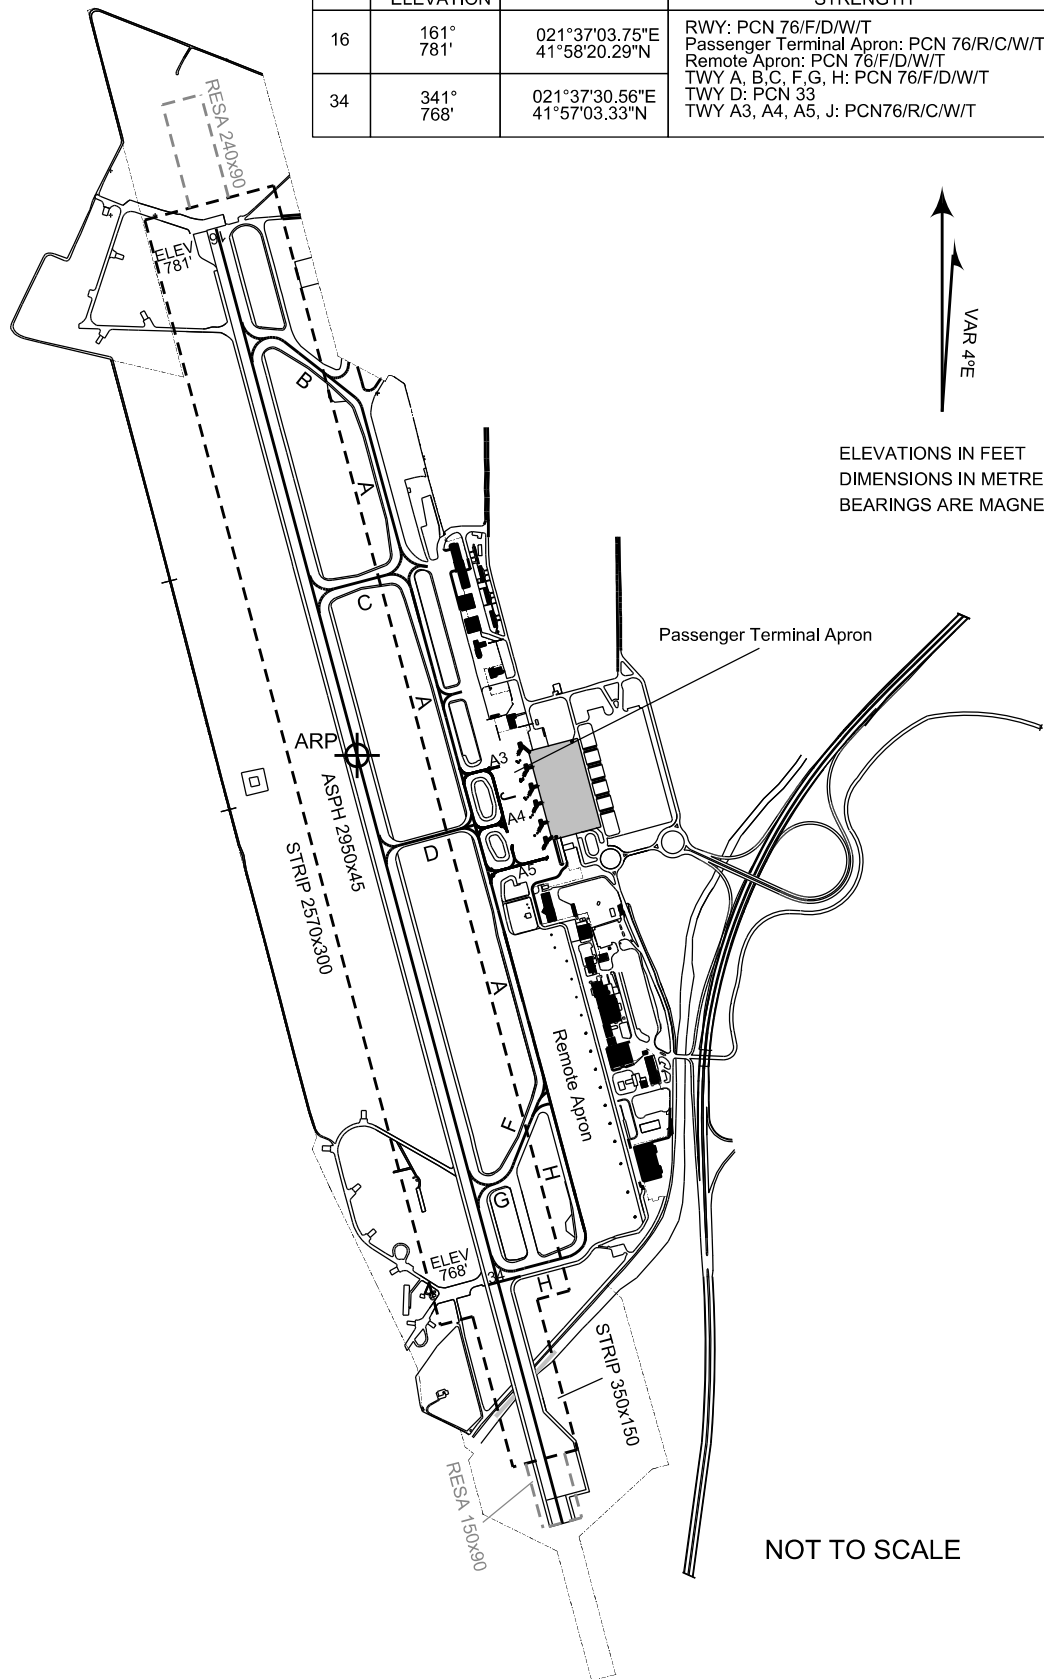 ELEVATION
STRENGTH
16
161°
781'
021°37'03.75"E
41°58'20.29"N
RWY: PCN 76/F/D/W/T
Passenger Terminal Apron: PCN 76/R/C/W/T
Remote Apron: PCN 76/F/D/W/T
TWY A, B,C, F,G, H: PCN 76/F/D/W/T
TWY D: PCN 33
TWY A3, A4, A5, J: PCN76/R/C/W/T
34
341°
768'
021°37'30.56"E
41°57'03.33"N
RESA 240x90
16
ELEV
781'
VAR 4ºE
B
A
ELEVATIONS IN FEET
DIMENSIONS IN METRE
BEARINGS ARE MAGNE
C
Passenger Terminal Apron
A
ARP
A3
ASPH 2950x45
J
A4
D
A5
STRIP 2570x300
A
Remote Apron
F
H
G
ELEV
768'
34
H
STRIP 350x150
RESA 150x90
NOT TO SCALE